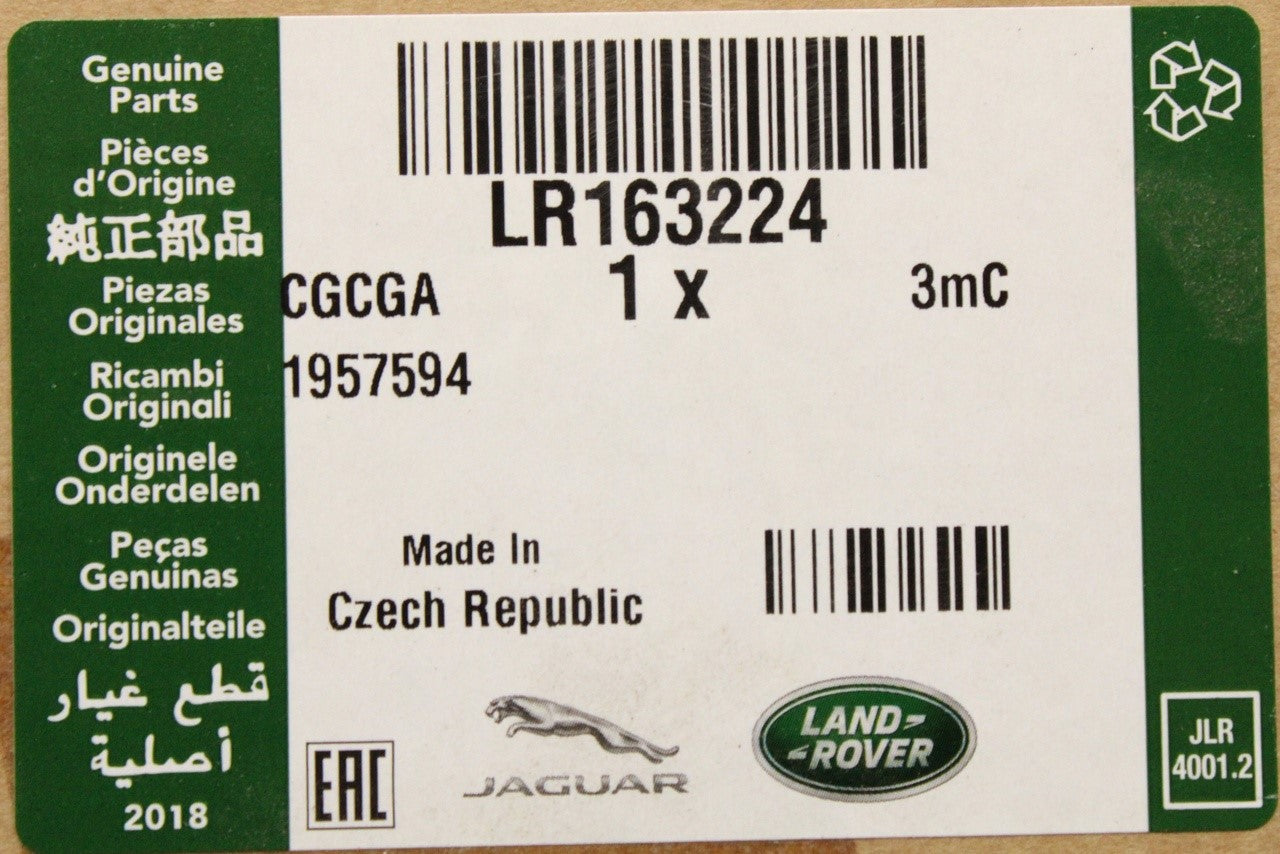 Genuine
Parts
Pièces
d'Origine
純正部品
Piezas
Originales
Ricambi
Originali
Originele
Onderdelen
Peças
Genuinas
Originalteile
قطع غيار
أصلية
2018
LR163224
CGCGA 1 x 3mC
1957594
Made In
Czech Republic
EAC
JAGUAR
LAND-
-ROVER
JLR
4001.2